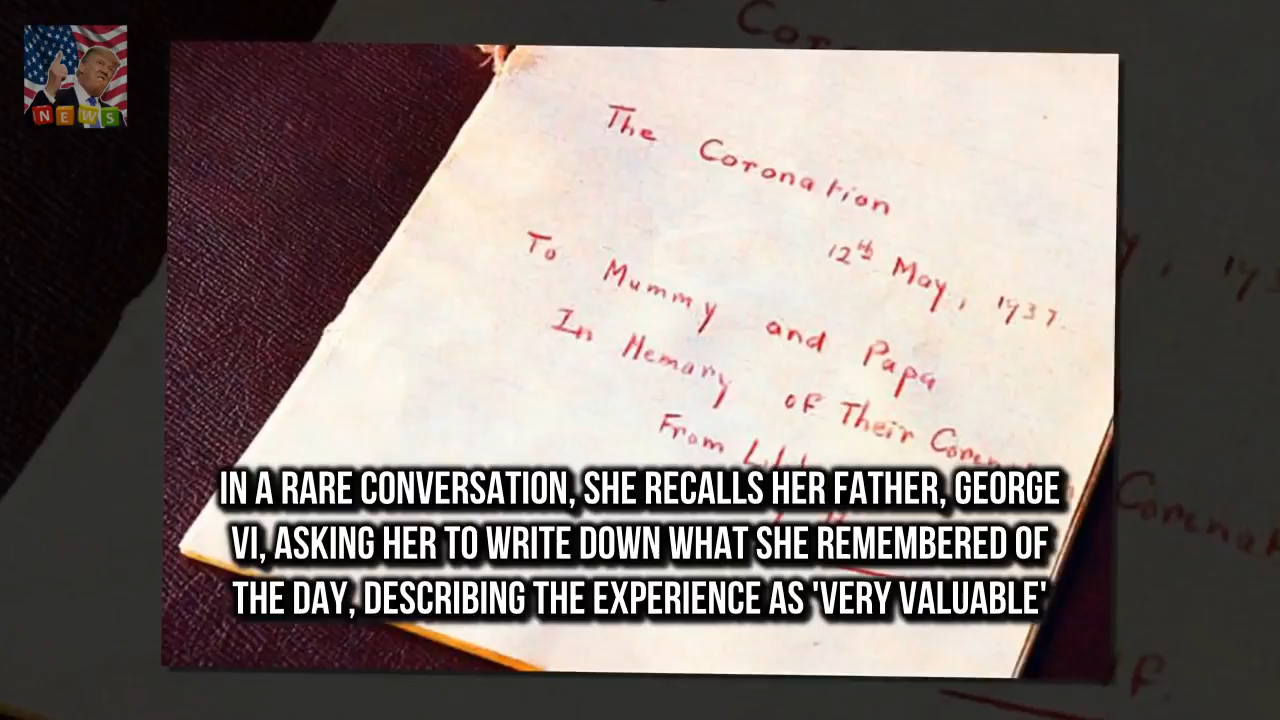 NEWS
The Coronation
12th May, 1937.
To Mummy and Papa
In Memary of Their
From
IN A RARE CONVERSATION, SHE RECALLS HER FATHER, GEORGE
VI, ASKING HER TO WRITE DOWN WHAT SHE REMEMBERED OF
THE DAY, DESCRIBING THE EXPERIENCE AS 'VERY VALUABLE'